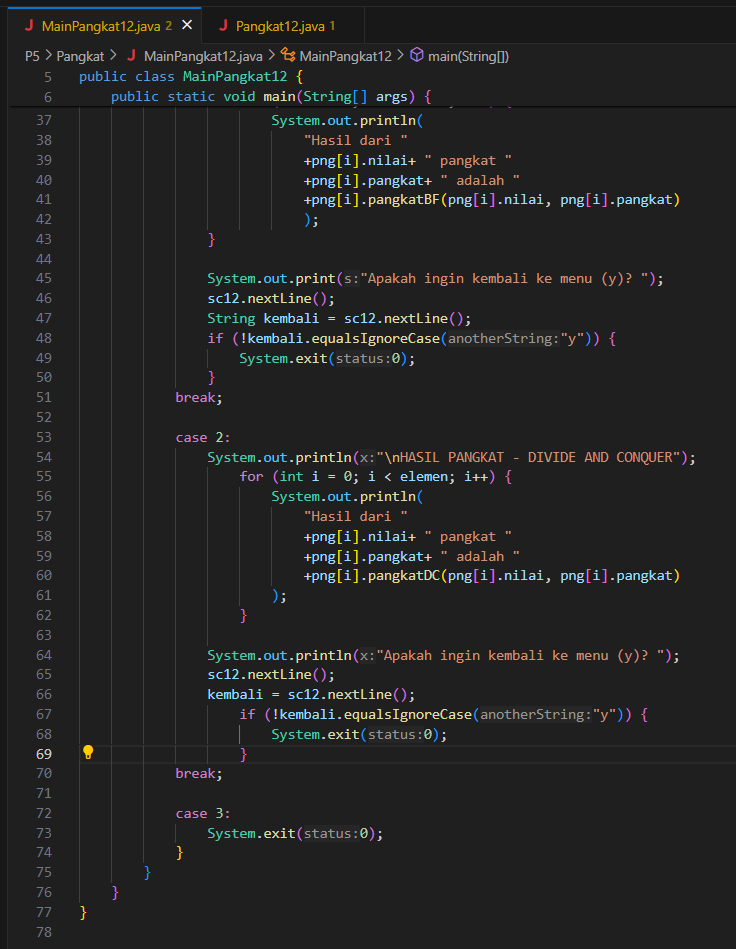 J MainPangkat12.java 2 × J Pangkat12.java 1
P5 > Pangkat > J MainPangkat12.java > MainPangkat12 > main(String[])
5 public class MainPangkat12 {
6 public static void main(String[] args) {
37 System.out.println(
38 "Hasil dari "
39 +png[i].nilai+ " pangkat "
40 +png[i].pangkat+ " adalah "
41 +png[i].pangkatBF(png[i].nilai, png[i].pangkat)
42 );
43 }
44
45 System.out.print(s:"Apakah ingin kembali ke menu (y)? ");
46 sc12.nextLine();
47 String kembali = sc12.nextLine();
48 if (!kembali.equalsIgnoreCase(anotherString:"y")) {
49 System.exit(status:0);
50 }
51 break;
52
53 case 2:
54 System.out.println(x:"\nHASIL PANGKAT - DIVIDE AND CONQUER");
55 for (int i = 0; i < elemen; i++) {
56 System.out.println(
57 "Hasil dari "
58 +png[i].nilai+ " pangkat "
59 +png[i].pangkat+ " adalah "
60 +png[i].pangkatDC(png[i].nilai, png[i].pangkat)
61 );
62 }
63
64 System.out.println(x:"Apakah ingin kembali ke menu (y)? ");
65 sc12.nextLine();
66 kembali = sc12.nextLine();
67 if (!kembali.equalsIgnoreCase(anotherString:"y")) {
68 System.exit(status:0);
69 }
70 break;
71
72 case 3:
73 System.exit(status:0);
74 }
75 }
76 }
77 }
78